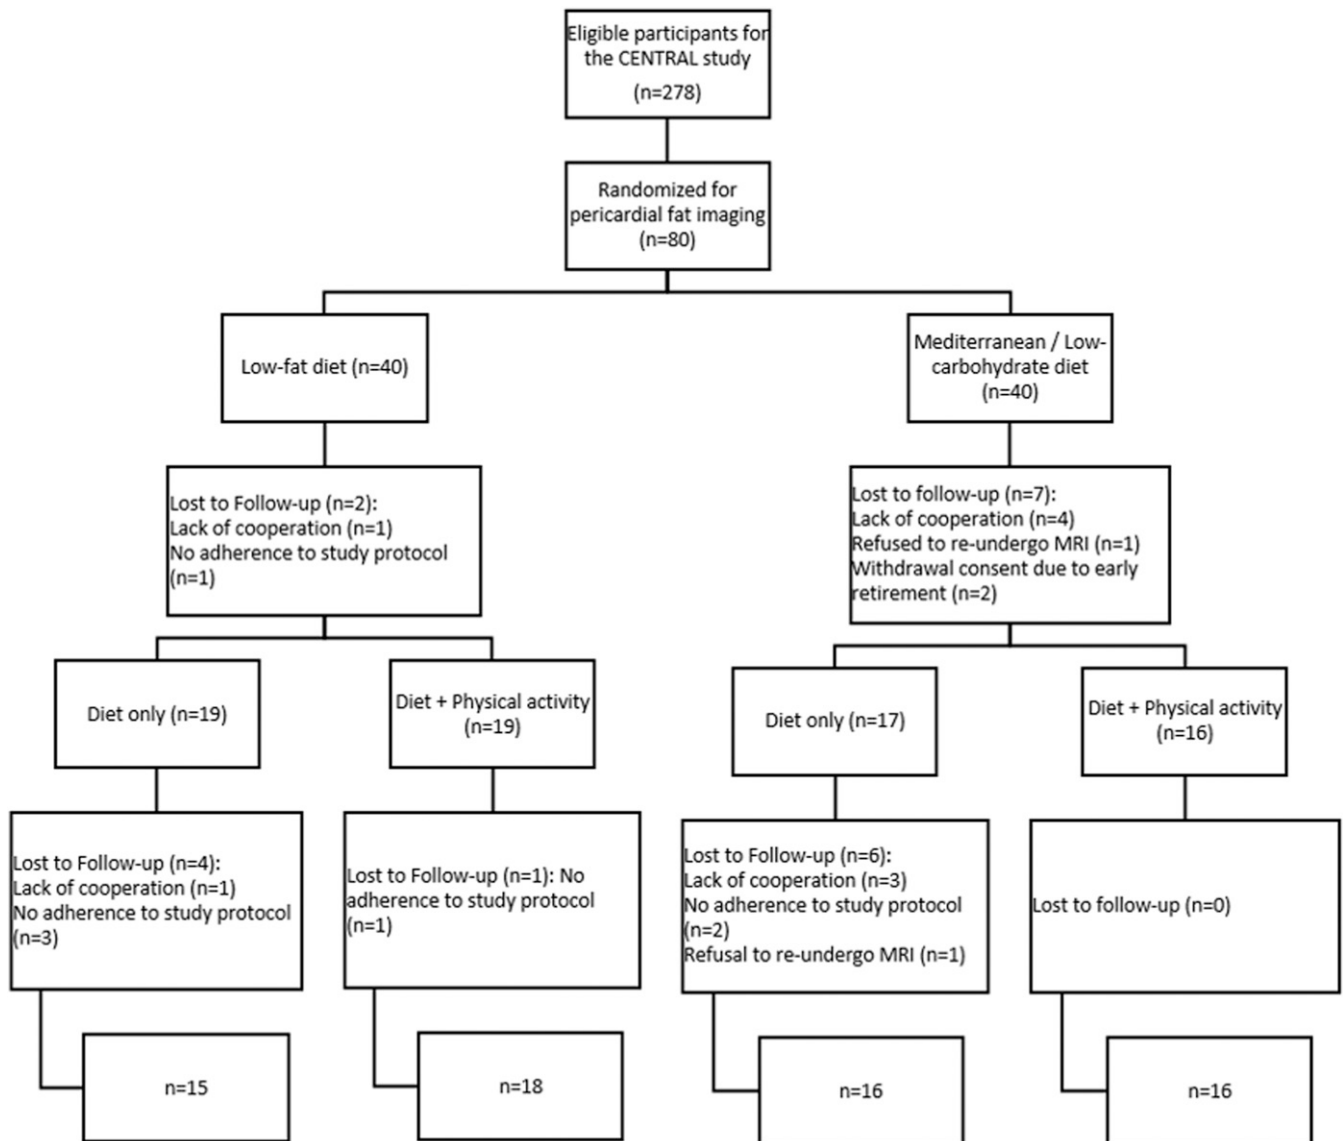 Eligible participants for
the CENTRAL study
(n=278)
Randomized for
pericardial fat imaging
(n=80)
Low-fat diet (n=40)
Mediterranean / Low-
carbohydrate diet
(n=40)
Lost to Follow-up (n=2):
Lack of cooperation (n=1)
No adherence to study protocol
(n=1)
Lost to follow-up (n=7):
Lack of cooperation (n=4)
Refused to re-undergo MRI (n=1)
Withdrawal consent due to early
retirement (n=2)
Diet only (n=19)
Diet + Physical activity
(n=19)
Diet only (n=17)
Diet + Physical activity
(n=16)
Lost to Follow-up (n=4):
Lack of cooperation (n=1)
No adherence to study protocol
(n=3)
Lost to Follow-up (n=1): No
adherence to study protocol
(n=1)
Lost to Follow-up (n=6):
Lack of cooperation (n=3)
No adherence to study protocol
(n=2)
Refusal to re-undergo MRI (n=1)
Lost to follow-up (n=0)
n=15
n=18
n=16
n=16